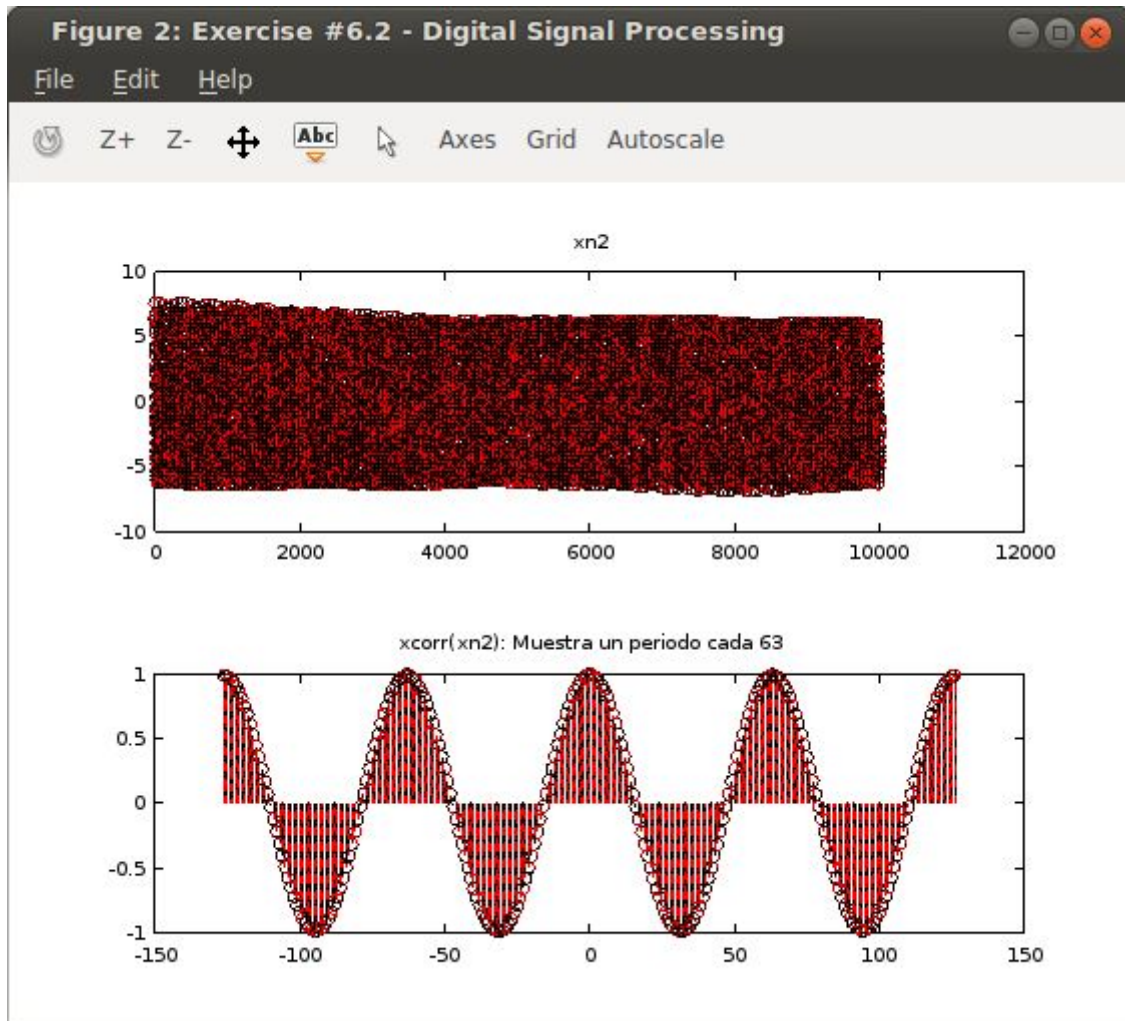 Figure 2: Exercise #6.2 - Digital Signal Processing
File Edit Help
Z+ Z- Abc Axes Grid Autoscale
xn2
10
5
0
-5
-10
0 2000 4000 6000 8000 10000 12000
xcorr(xn2): Muestra un periodo cada 63
1
0.5
0
-0.5
-1
-150 -100 -50 0 50 100 150